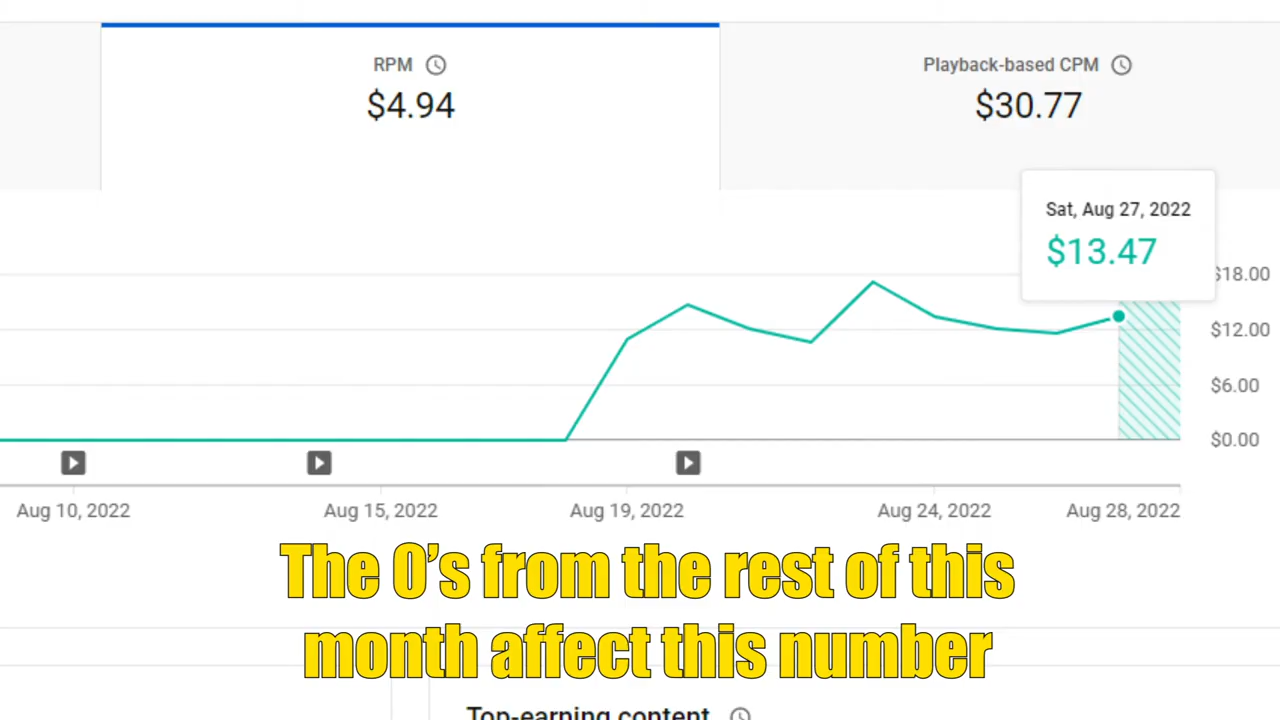 RPM
$4.94
Playback-based CPM
$30.77
Sat, Aug 27, 2022
$13.47
$18.00
$12.00
$6.00
$0.00
Aug 10, 2022
Aug 15, 2022
Aug 19, 2022
Aug 24, 2022
Aug 28, 2022
The 0’s from the rest of this
month affect this number
Top-earning content